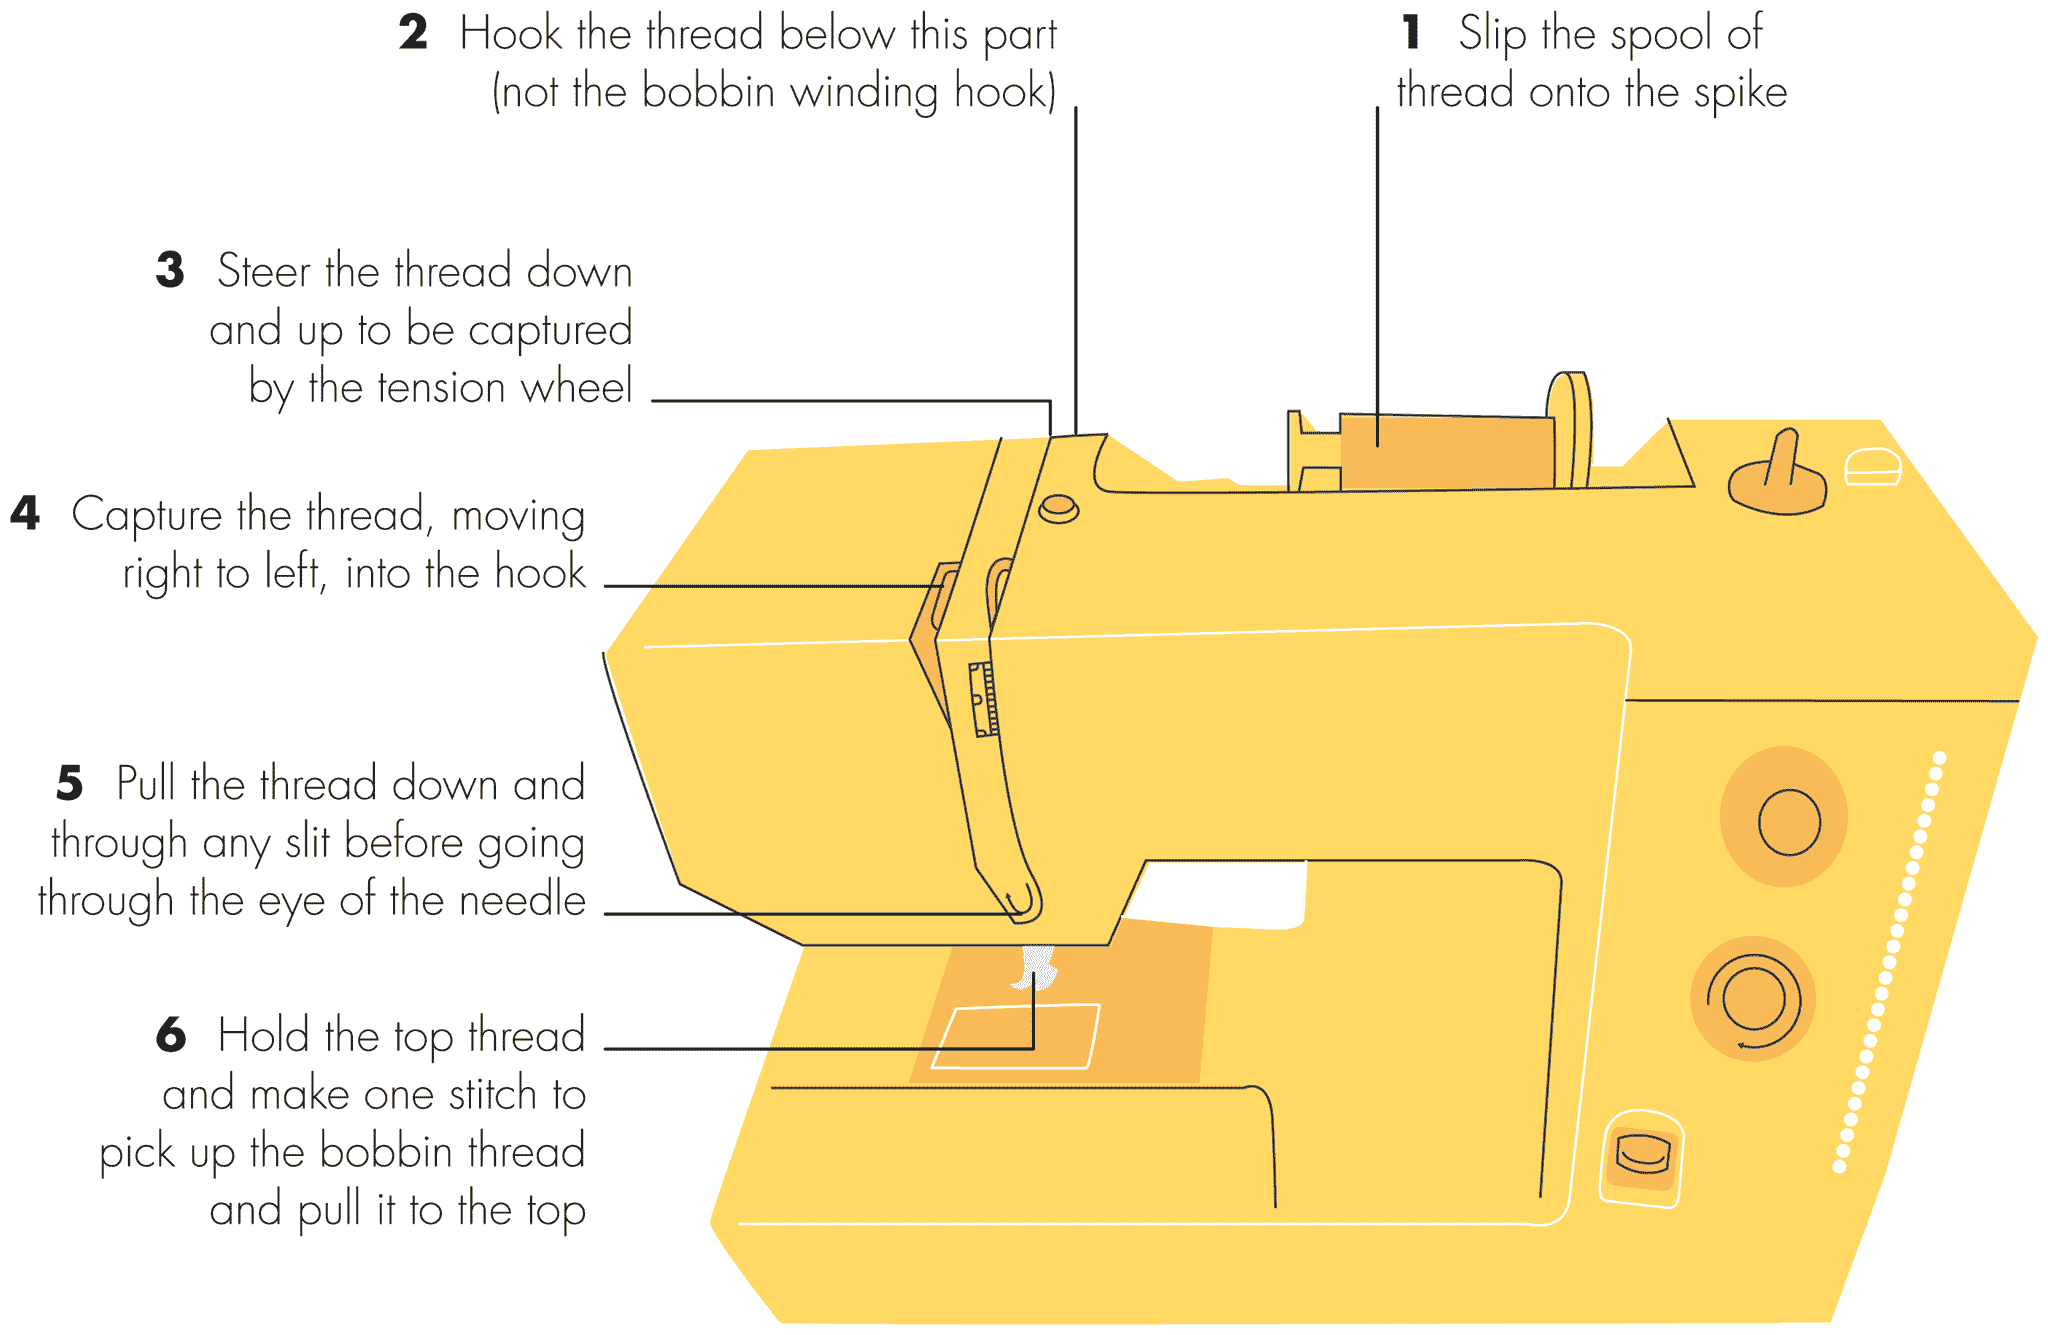 1 Slip the spool of
thread onto the spike
2 Hook the thread below this part
(not the bobbin winding hook)
3 Steer the thread down
and up to be captured
by the tension wheel
4 Capture the thread, moving
right to left, into the hook
5 Pull the thread down and
through any slit before going
through the eye of the needle
6 Hold the top thread
and make one stitch to
pick up the bobbin thread
and pull it to the top